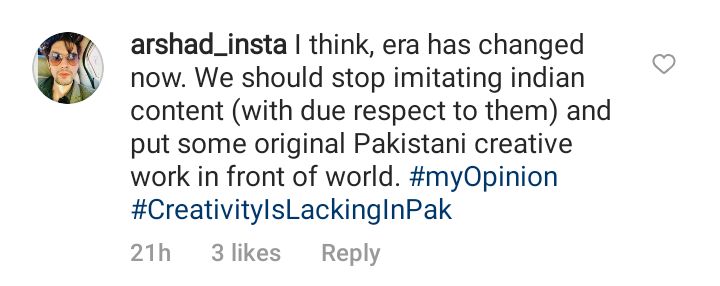 arshad_insta I think, era has changed
now. We should stop imitating indian
content (with due respect to them) and
put some original Pakistani creative
work in front of world. #myOpinion
#CreativityIsLackingInPak
21h 3 likes Reply